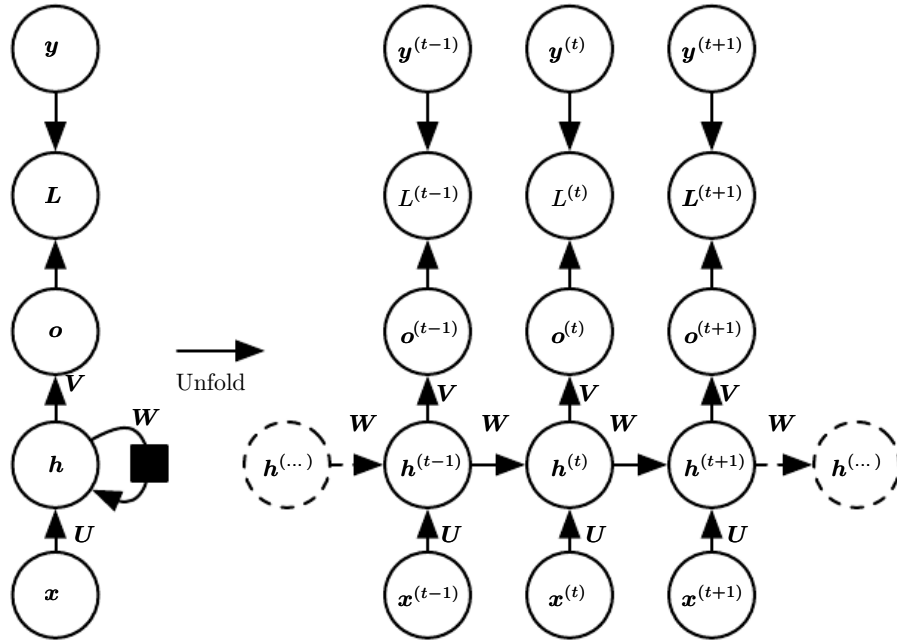 y y^(t−1) y^(t) y^(t+1)
L L^(t−1) L^(t) L^(t+1)
o o^(t−1) o^(t) o^(t+1)
Unfold
V V V V
W W W W W
h h^(...) h^(t−1) h^(t) h^(t+1) h^(...)
U U U U
x x^(t−1) x^(t) x^(t+1)